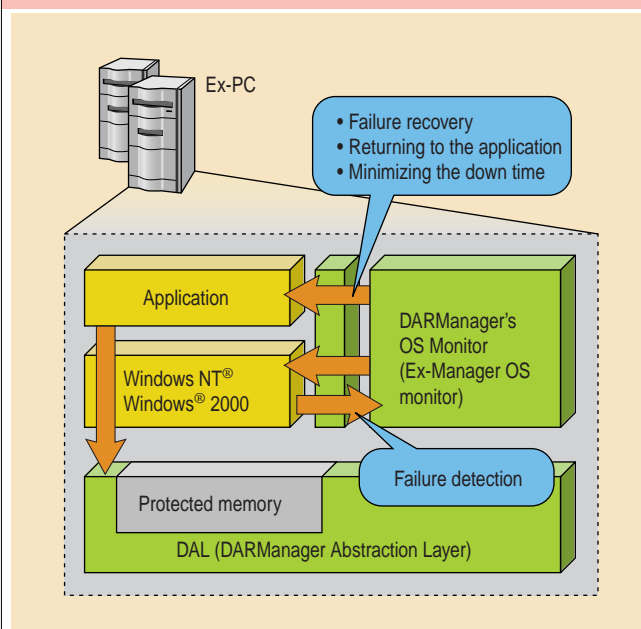 Ex-PC
• Failure recovery
• Returning to the application
• Minimizing the down time
Application
DARManager's
OS Monitor
(Ex-Manager OS
monitor)
Windows NT®
Windows® 2000
Failure detection
Protected memory
DAL (DARManager Abstraction Layer)